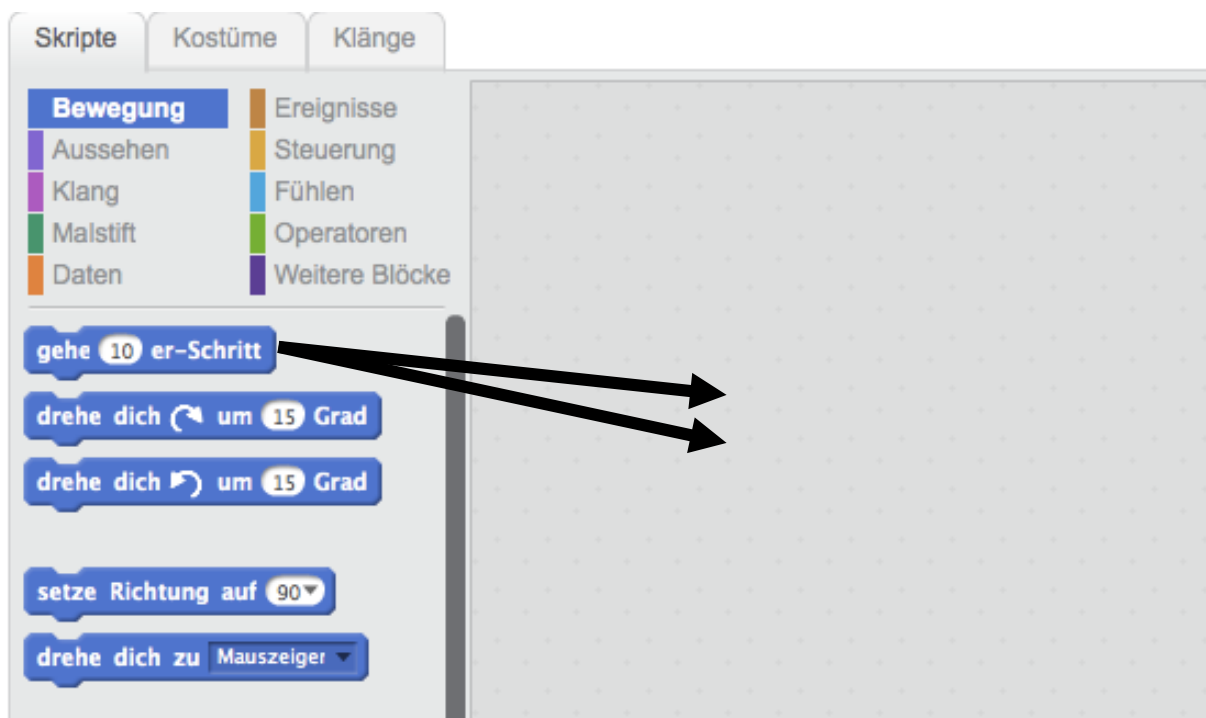 Skripte Kostüme Klänge
Bewegung Ereignisse
Aussehen Steuerung
Klang Fühlen
Malstift Operatoren
Daten Weitere Blöcke
gehe 10 er-Schritt
drehe dich um 15 Grad
drehe dich um 15 Grad
setze Richtung auf 90
drehe dich zu Mauszeiger